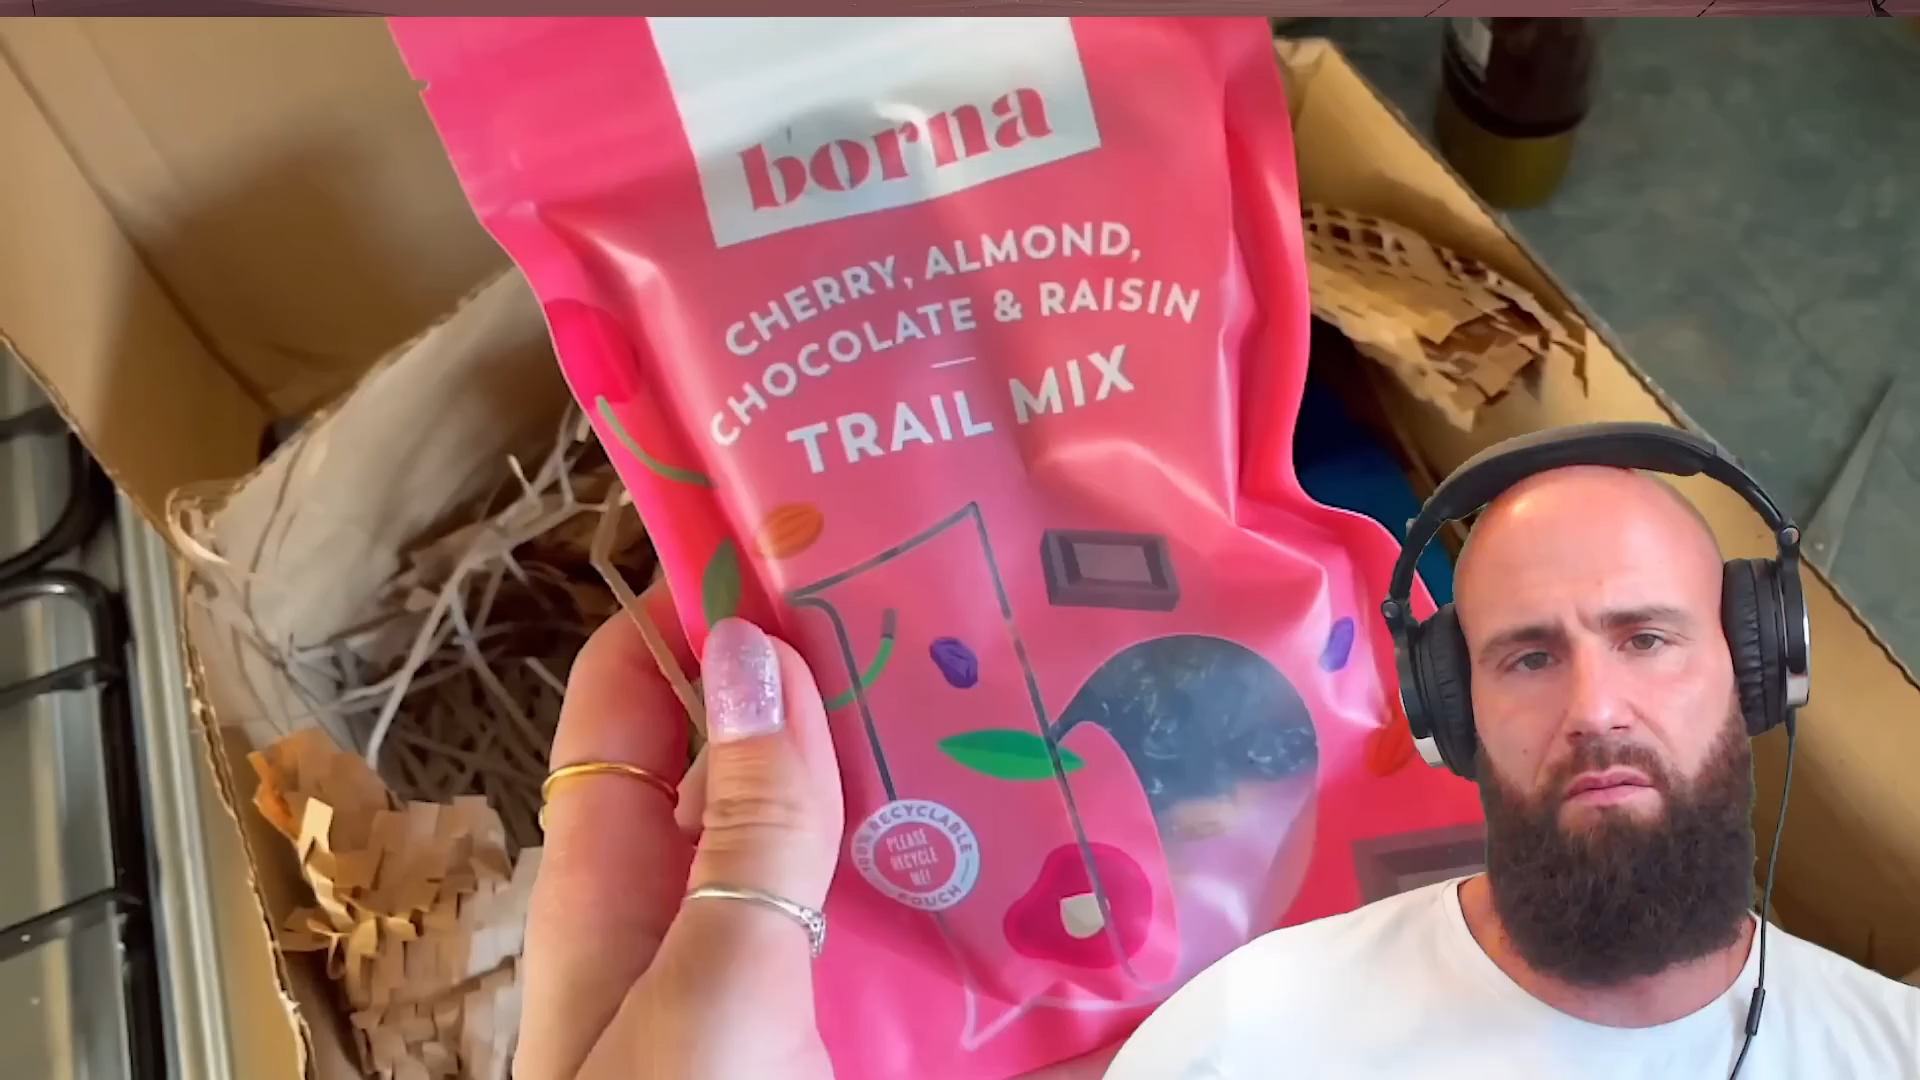 borna
CHERRY, ALMOND,
CHOCOLATE & RAISIN
TRAIL MIX
100% RECYCLABLE
PLEASE
RECYCLE
ME!
POUCH